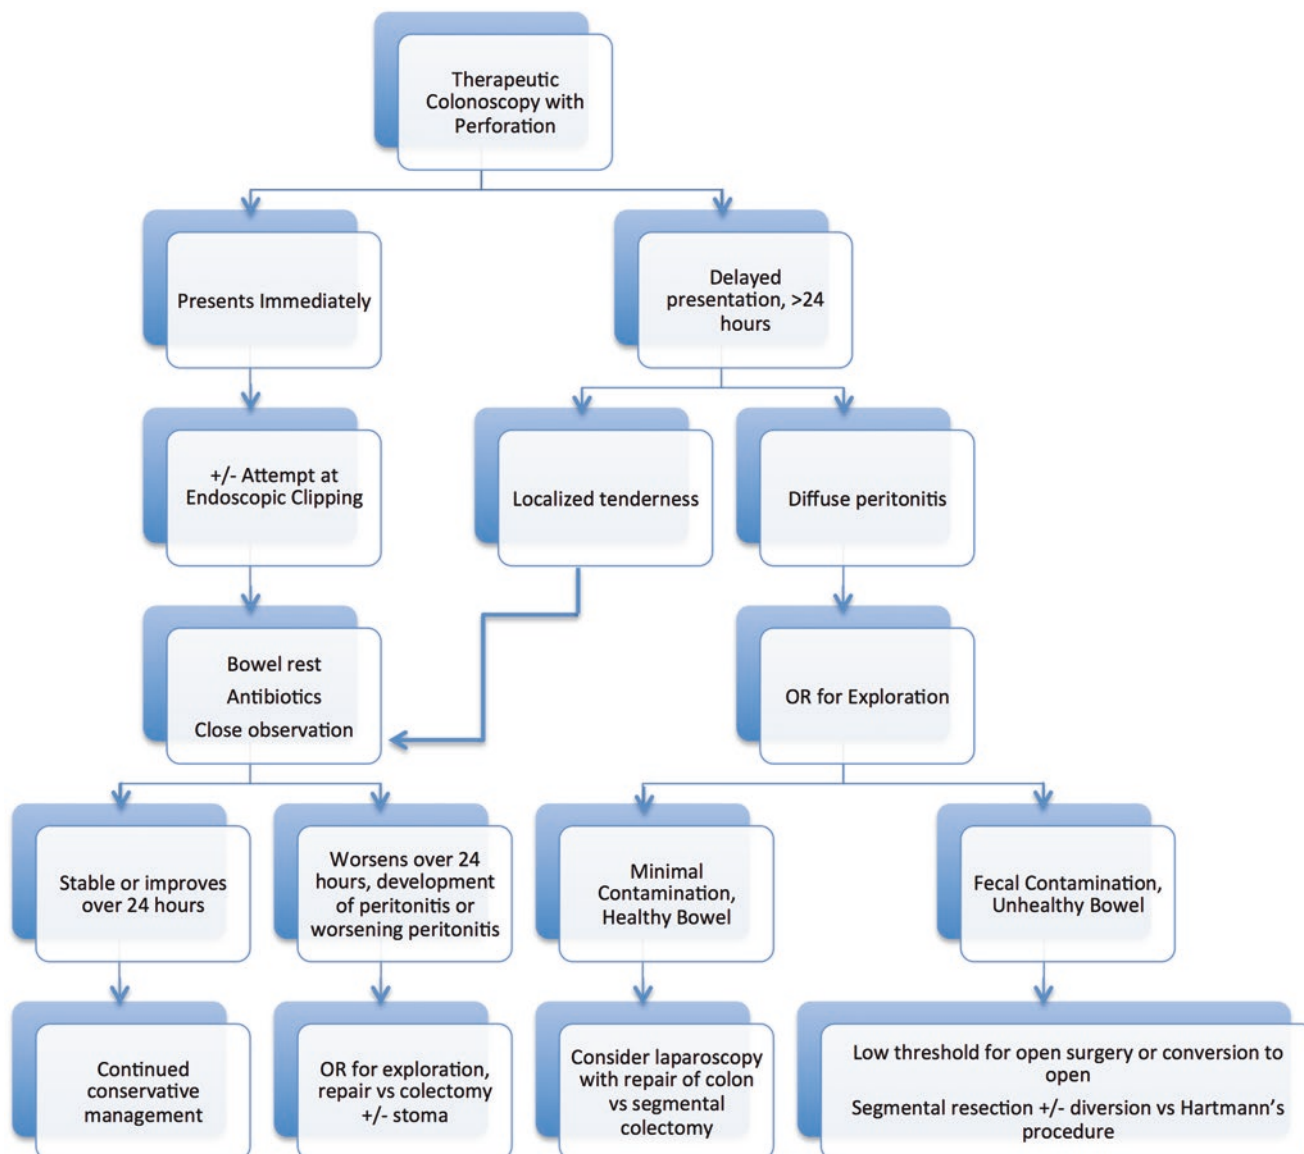 Therapeutic
Colonoscopy with
Perforation
Presents Immediately
Delayed
presentation, >24
hours
+/- Attempt at
Endoscopic Clipping
Localized tenderness
Diffuse peritonitis
Bowel rest
Antibiotics
Close observation
OR for Exploration
Stable or improves
over 24 hours
Worsens over 24
hours, development
of peritonitis or
worsening peritonitis
Minimal
Contamination,
Healthy Bowel
Fecal Contamination,
Unhealthy Bowel
Continued
conservative
management
OR for exploration,
repair vs colectomy
+/- stoma
Consider laparoscopy
with repair of colon
vs segmental
colectomy
Low threshold for open surgery or conversion to
open
Segmental resection +/- diversion vs Hartmann's
procedure